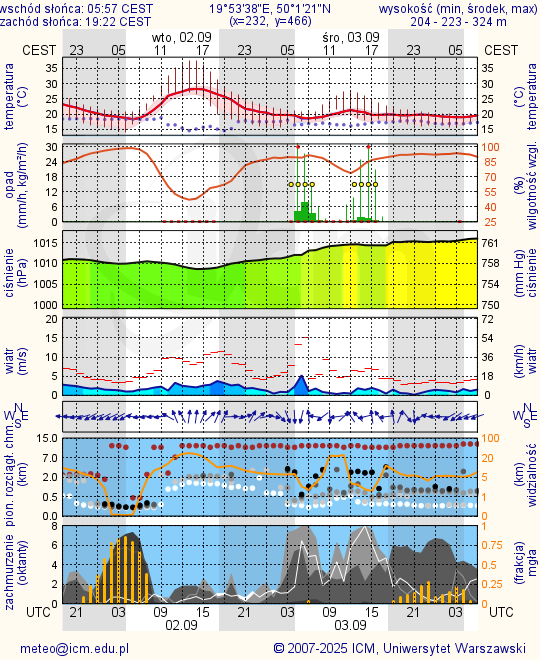 wschód słońca: 05:57 CEST 19°53'38"E, 50°1'21"N wysokość (min, środek, max)
zachód słońca: 19:22 CEST (x=232, y=466) 204 - 223 - 324 m
wto, 02.09 śro, 03.09
CEST 23 05 11 17 23 05 11 17 23 05 CEST
temperatura (°C) 35 30 25 20 15 35 30 25 20 15 (°C) temperatura
opad (mm/h, kg/m²/h) 30 24 18 12 6 0 100 85 70 55 40 25 (%) wilgotność wzgl.
ciśnienie (hPa) 1015 1010 1005 1000 761 758 754 750 (mm Hg) ciśnienie
wiatr (m/s) 20 15 10 5 0 72 54 36 18 0 (km/h) wiatr
N W E S N W E S
pion. rozciągł. chm. (km) 15.0 7.0 2.0 0.5 0.0 100 20 5 1 0 (km) widzialność
zachmurzenie (oktanty) 8 6 4 2 0 1 0.75 0.5 0.25 0 (frakcja) mgła
UTC 21 03 09 15 21 03 09 15 21 03 UTC
02.09 03.09
meteo@icm.edu.pl © 2007-2025 ICM, Uniwersytet Warszawski